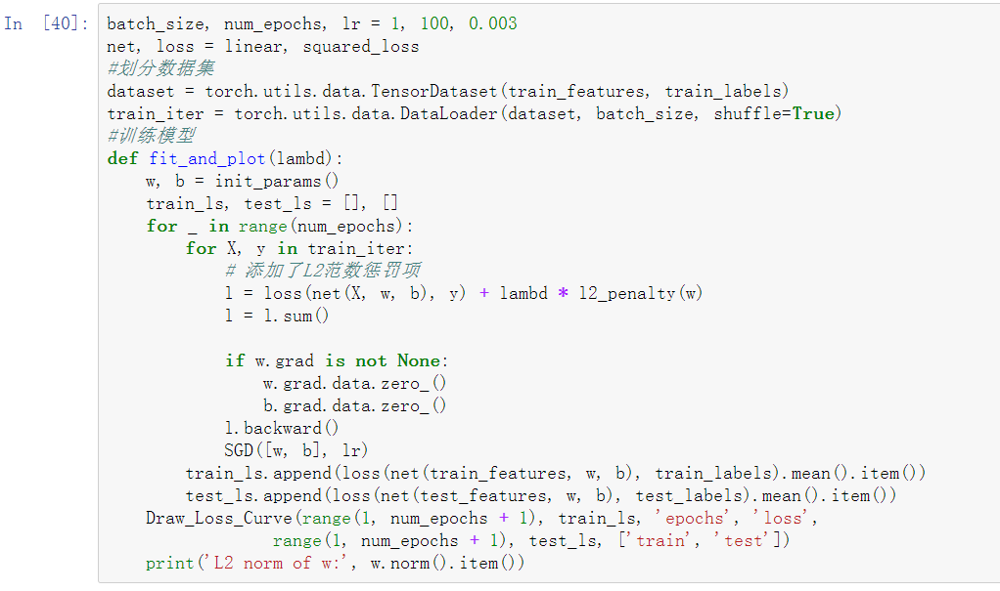 In [40]: batch_size, num_epochs, lr = 1, 100, 0.003
net, loss = linear, squared_loss
#划分数据集
dataset = torch.utils.data.TensorDataset(train_features, train_labels)
train_iter = torch.utils.data.DataLoader(dataset, batch_size, shuffle=True)
#训练模型
def fit_and_plot(lambd):
    w, b = init_params()
    train_ls, test_ls = [], []
    for _ in range(num_epochs):
        for X, y in train_iter:
            # 添加了L2范数惩罚项
            l = loss(net(X, w, b), y) + lambd * l2_penalty(w)
            l = l.sum()

            if w.grad is not None:
                w.grad.data.zero_()
                b.grad.data.zero_()
            l.backward()
            SGD([w, b], lr)
        train_ls.append(loss(net(train_features, w, b), train_labels).mean().item())
        test_ls.append(loss(net(test_features, w, b), test_labels).mean().item())
    Draw_Loss_Curve(range(1, num_epochs + 1), train_ls, 'epochs', 'loss',
                 range(1, num_epochs + 1), test_ls, ['train', 'test'])
    print('L2 norm of w:', w.norm().item())